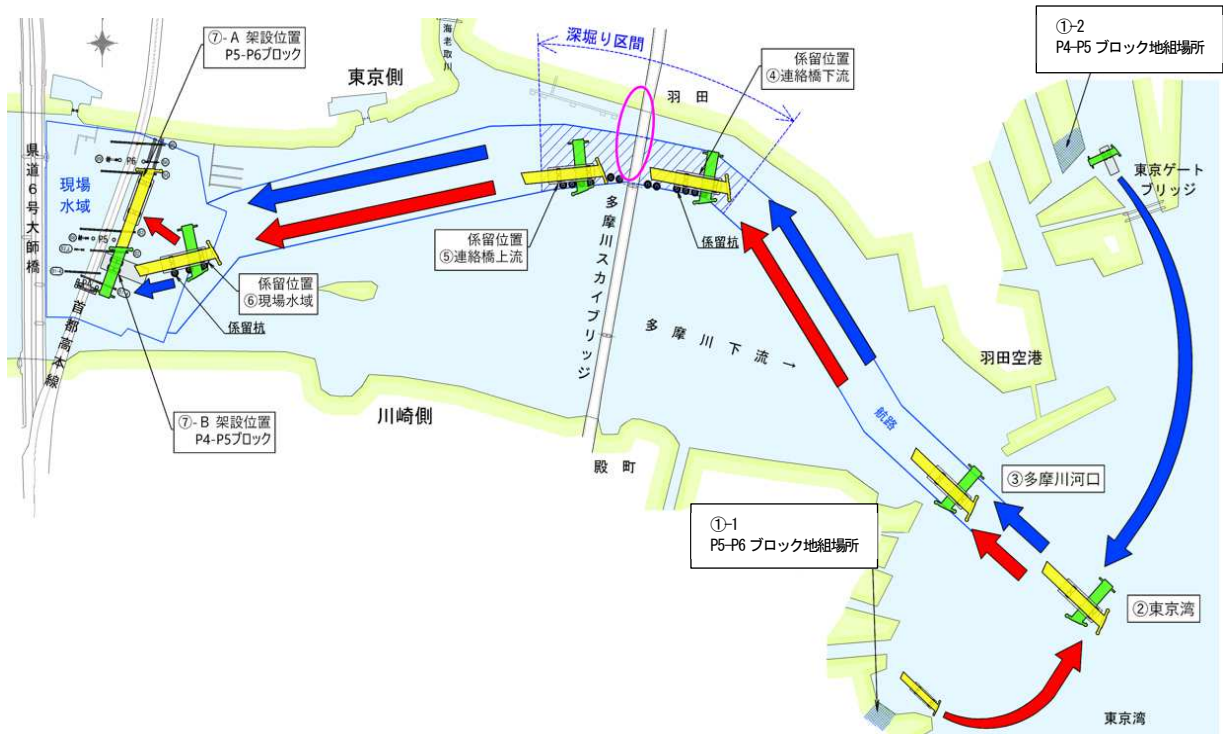 ⑦-A 架設位置
P5-P6ブロック
東京側
海老取川
深堀り区間
係留位置
④連絡橋下流
羽田
①-2
P4-P5 ブロック地組場所
東京ゲート
ブリッジ
県道6号大師橋
現場
水域
P6
P5
係留位置
⑤連絡橋上流
係留杭
係留位置
⑥現場水域
係留杭
多摩川スカイブリッジ
多摩川下流→
首都高本線
⑦-B 架設位置
P4-P5ブロック
川崎側
殿町
羽田空港
航路
③多摩川河口
①-1
P5-P6 ブロック地組場所
②東京湾
東京湾